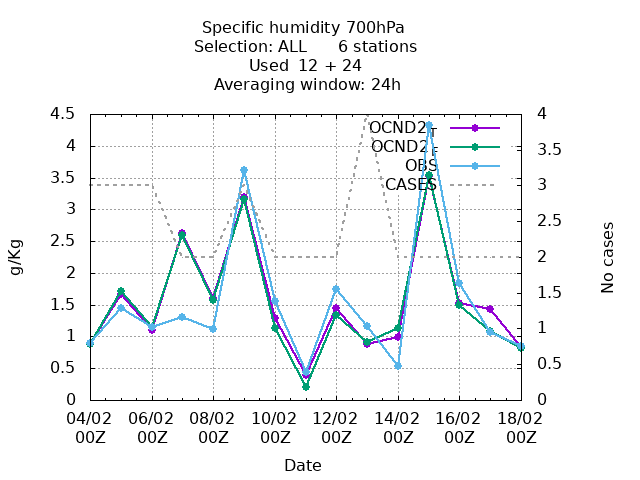 Specific humidity 700hPa
Selection: ALL      6 stations
Used  12 + 24
Averaging window: 24h
4.5
4
3.5
3
2.5
2
1.5
1
0.5
0
4
3.5
3
2.5
2
1.5
1
0.5
0
g/Kg
No cases
OBS
CASES
04/02 06/02 08/02 10/02 12/02 14/02 16/02 18/02
00Z 00Z 00Z 00Z 00Z 00Z 00Z 00Z
Date